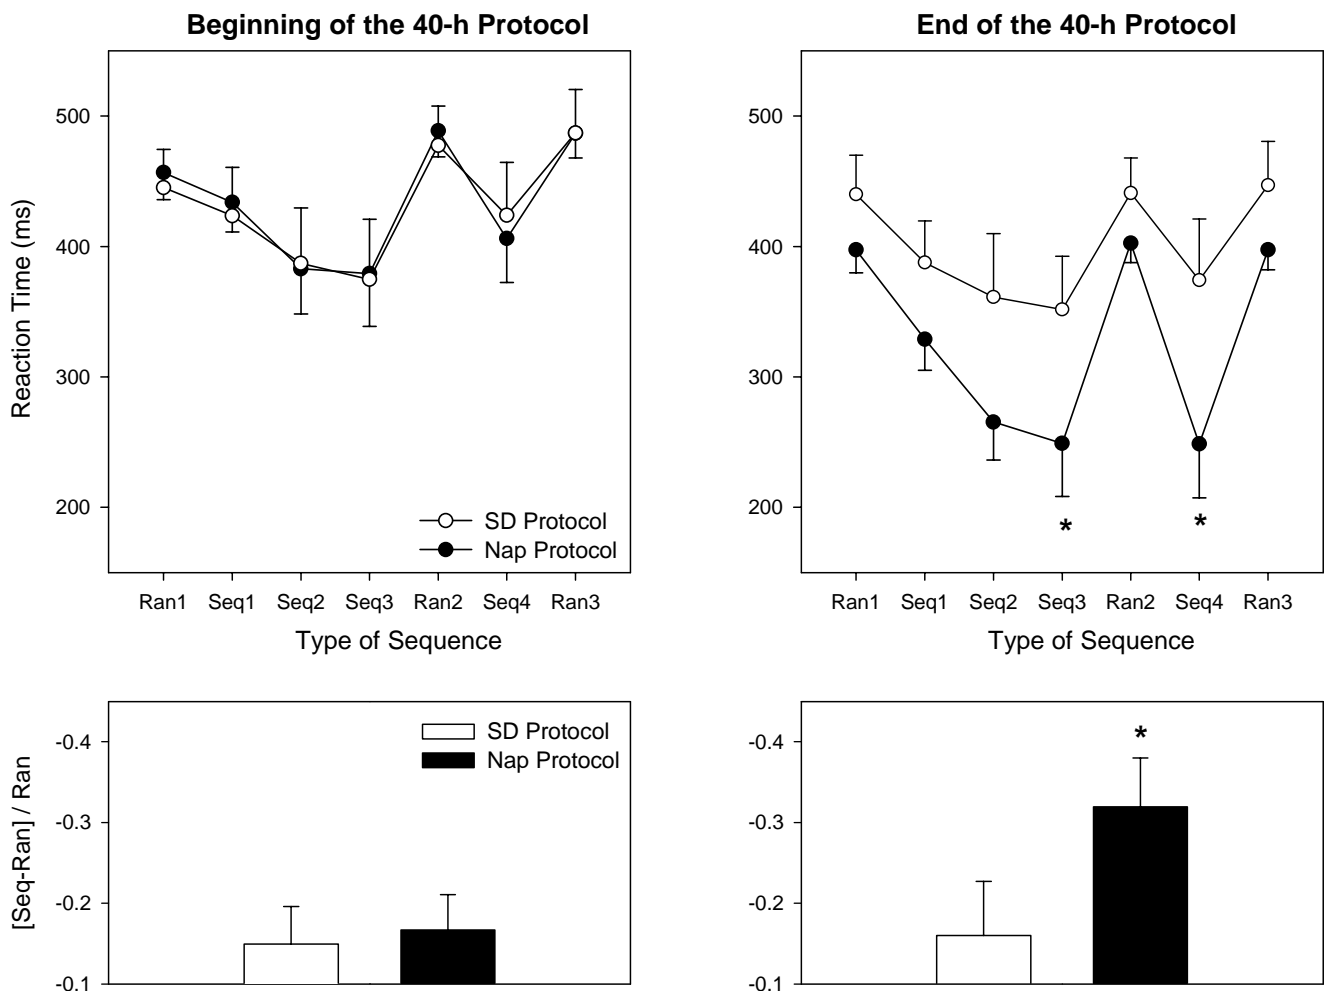 Beginning of the 40-h Protocol
500
400
300
200
Reaction Time (ms)
SD Protocol
Nap Protocol
Ran1 Seq1 Seq2 Seq3 Ran2 Seq4 Ran3
Type of Sequence
End of the 40-h Protocol
500
400
300
200
*
*
Ran1 Seq1 Seq2 Seq3 Ran2 Seq4 Ran3
Type of Sequence
-0.4
-0.3
-0.2
-0.1
[Seq-Ran] / Ran
SD Protocol
Nap Protocol
-0.4
-0.3
-0.2
-0.1
*